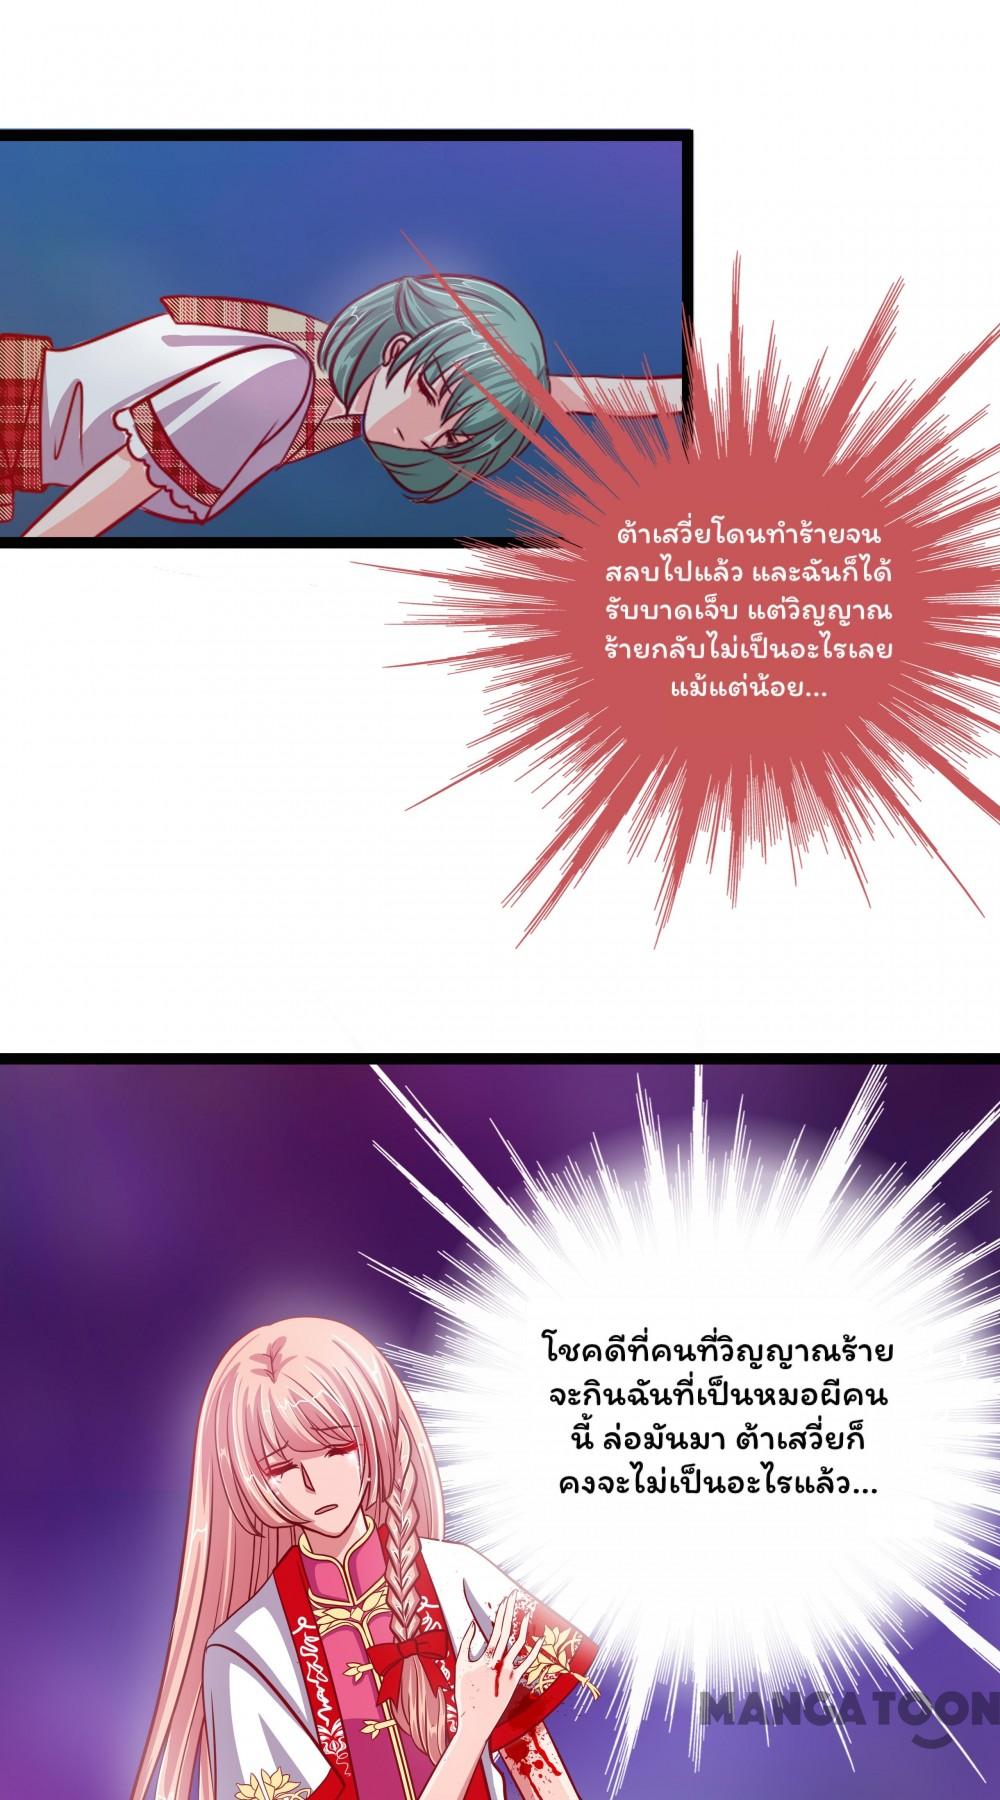 ต้าเสวี่ยโดนทำร้ายจน
สลบไปแล้ว และฉันก็ได้
รับบาดเจ็บ แต่วิญญาณ
ร้ายกลับไม่เป็นอะไรเลย
แม้แต่น้อย...
โชคดีที่คนที่วิญญาณร้าย
จะกินฉันที่เป็นหมอผีคน
นี้ ล่อมันมา ต้าเสวี่ยก็
คงจะไม่เป็นอะไรแล้ว...
MANGATOON